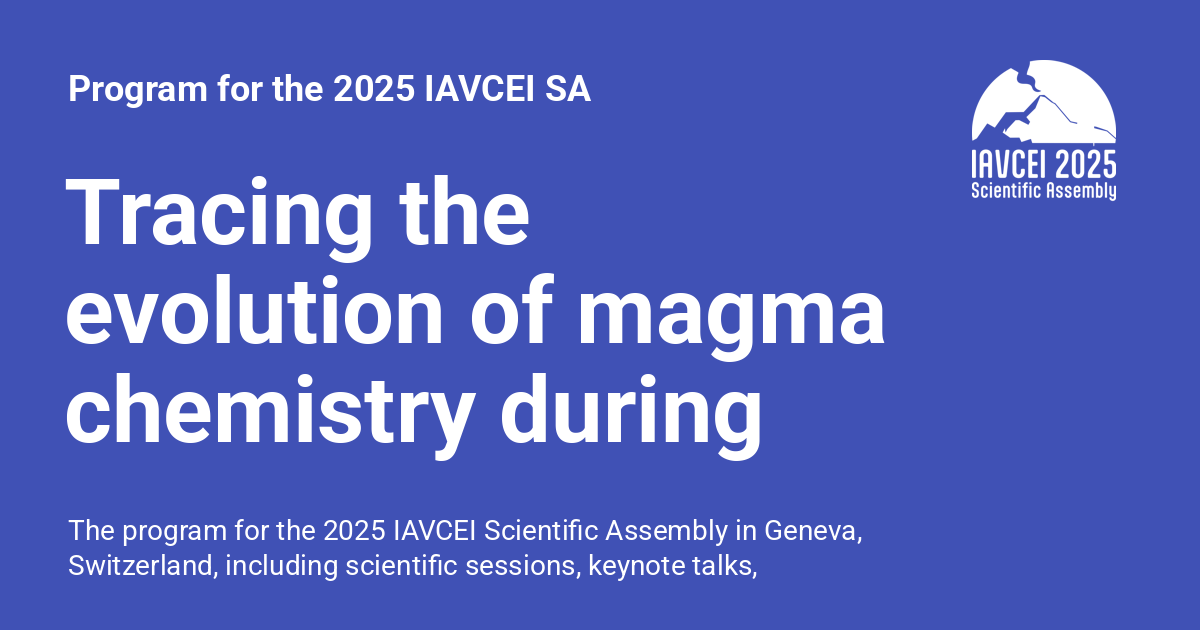 Program for the 2025 IAVCEI SA
IAVCEI 2025
Scientific Assembly
Tracing the
evolution of magma
chemistry during
The program for the 2025 IAVCEI Scientific Assembly in Geneva,
Switzerland, including scientific sessions, keynote talks,